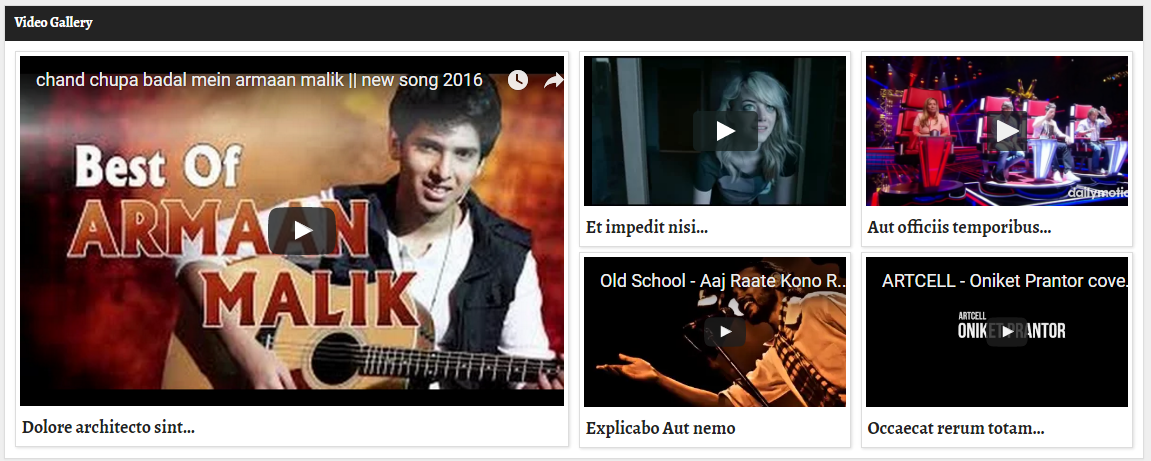 Video Gallery
chand chupa badal mein armaan malik || new song 2016
Best Of
ARMAAN
MALIK
Dolore architecto sint...
Et impedit nisi...
dailymotio
Aut officiis temporibus...
Old School - Aaj Raate Kono R...
Explicabo Aut nemo
ARTCELL - Oniket Prantor cove...
ARTCELL
ONIKET PRANTOR
Occaecat rerum totam...